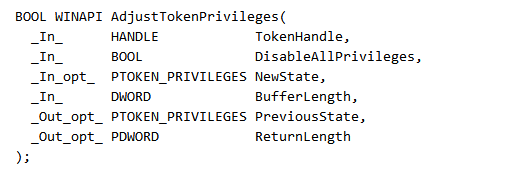 BOOL WINAPI AdjustTokenPrivileges(
  _In_      HANDLE            TokenHandle,
  _In_      BOOL              DisableAllPrivileges,
  _In_opt_  PTOKEN_PRIVILEGES NewState,
  _In_      DWORD             BufferLength,
  _Out_opt_ PTOKEN_PRIVILEGES PreviousState,
  _Out_opt_ PDWORD            ReturnLength
);